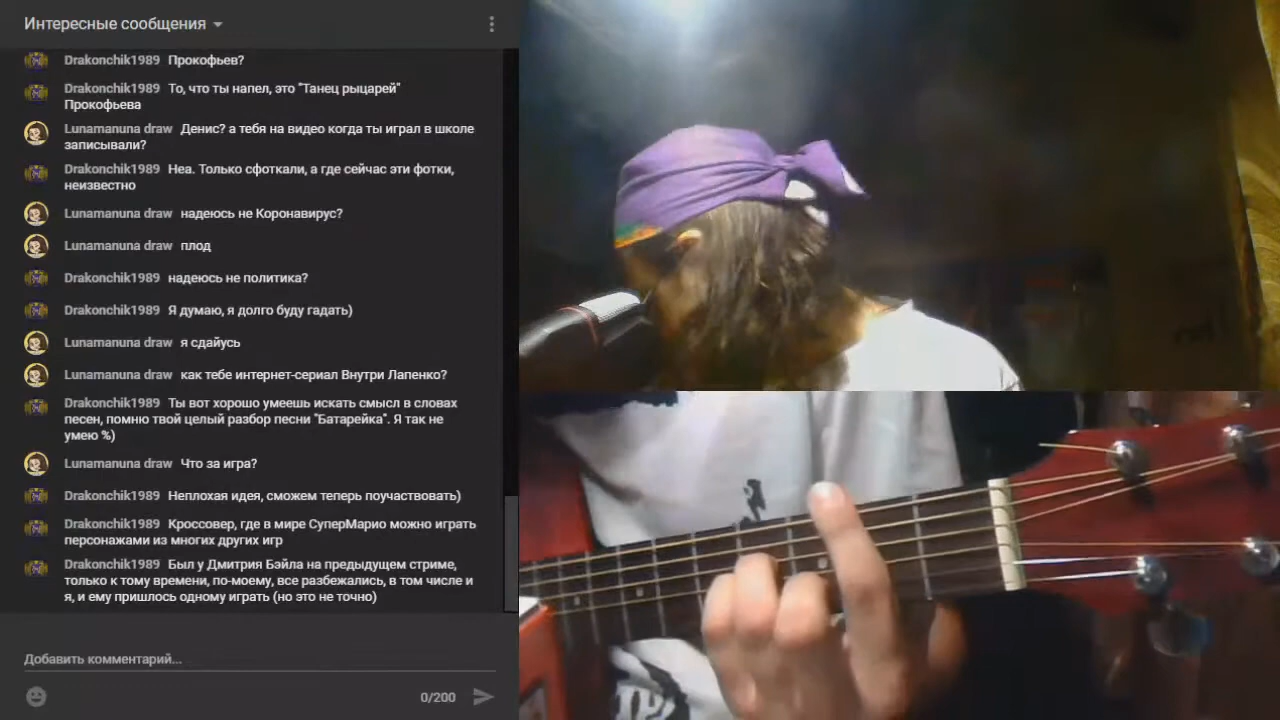 Интересные сообщения
Drakonchik1989 Прокофьев?
Drakonchik1989 То, что ты напел, это "Танец рыцарей"
Прокофьева
Lunamanuna draw Денис? а тебя на видео когда ты играл в школе
записывали?
Drakonchik1989 Неа. Только сфоткали, а где сейчас эти фотки,
неизвестно
Lunamanuna draw надеюсь не Коронавирус?
Lunamanuna draw плод
Drakonchik1989 надеюсь не политика?
Drakonchik1989 Я думаю, я долго буду гадать)
Lunamanuna draw я сдайусь
Lunamanuna draw как тебе интернет-сериал Внутри Лапенко?
Drakonchik1989 Ты вот хорошо умеешь искать смысл в словах
песен, помню твой целый разбор песни "Батарейка". Я так не
умею %)
Lunamanuna draw Что за игра?
Drakonchik1989 Неплохая идея, сможем теперь поучаствовать)
Drakonchik1989 Кроссовер, где в мире СуперМарио можно играть
персонажами из многих других игр
Drakonchik1989 Был у Дмитрия Бэйла на предыдущем стриме,
только к тому времени, по-моему, все разбежались, в том числе и
я, и ему пришлось одному играть (но это не точно)
Добавить комментарий...
0/200